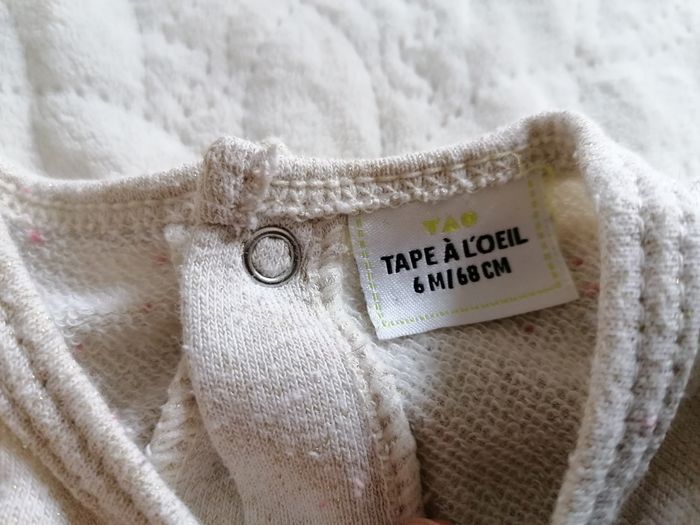 TAO
TAPE À L'OEIL
6 M/68 CM